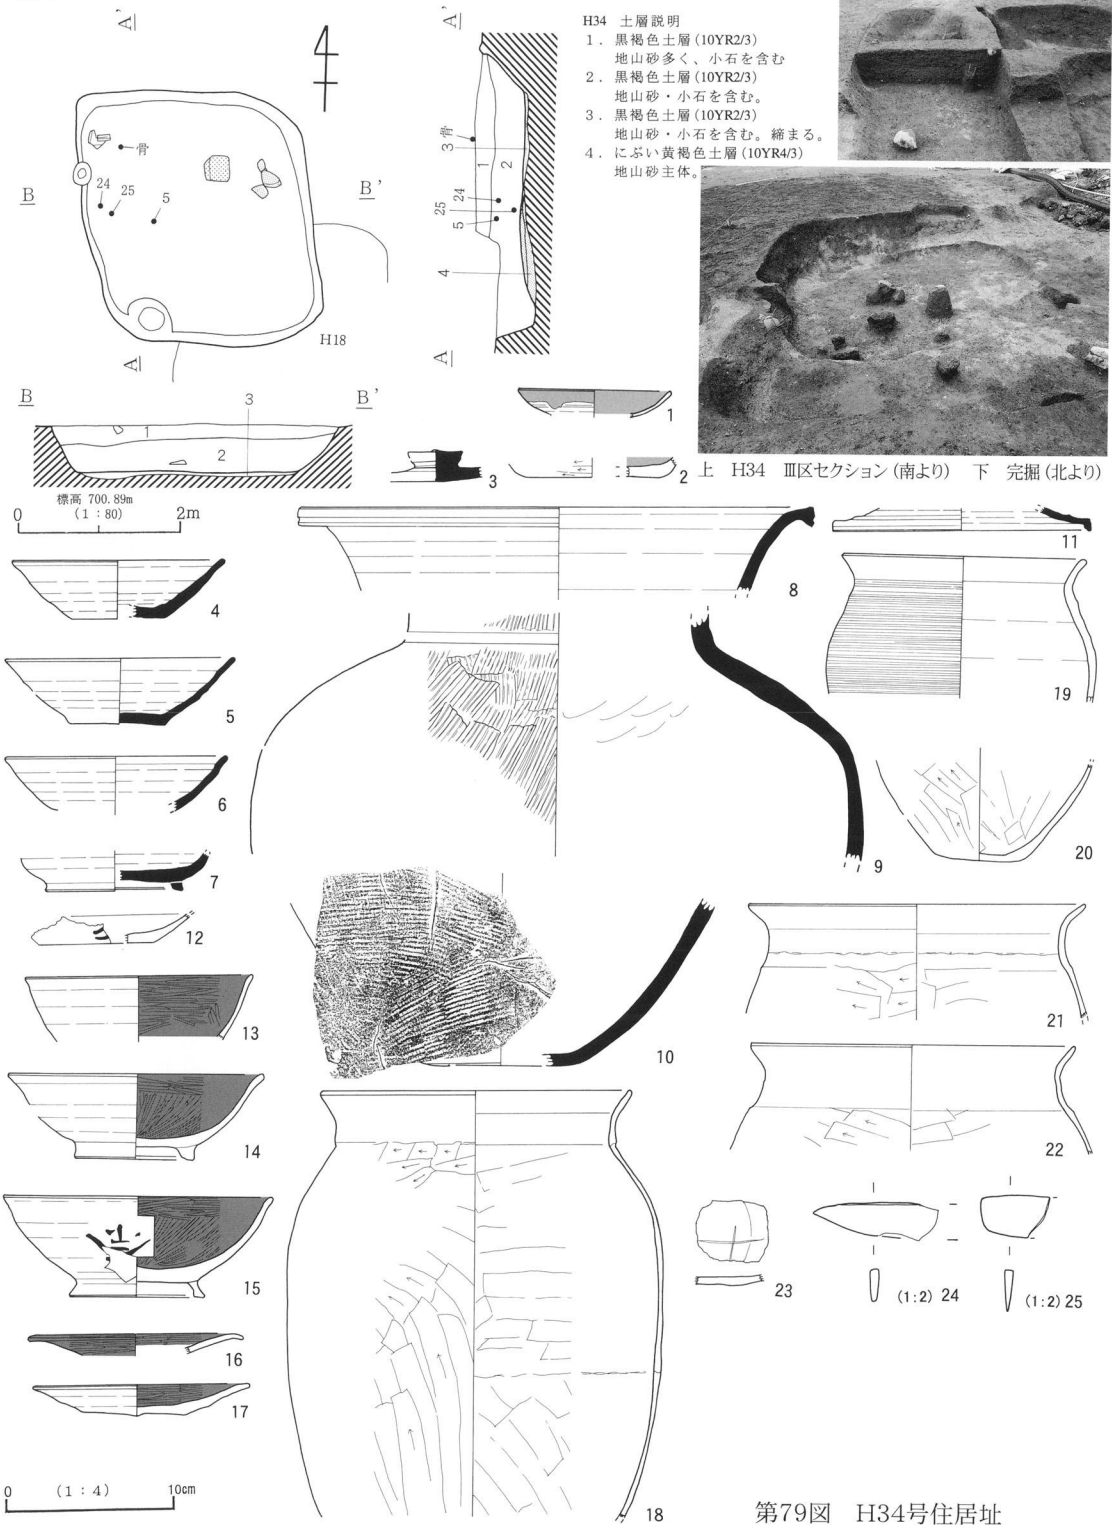 A'
A'
H34 土層説明
1. 黒褐色土層(10YR2/3)
地山砂多く、小石を含む
2. 黒褐色土層(10YR2/3)
地山砂・小石を含む。
3. 黒褐色土層(10YR2/3)
地山砂・小石を含む。締まる。
4. にぶい黄褐色土層(10YR4/3)
地山砂主体。
骨
24
25
5
B
B'
H18
A
骨
3
1
2
24
25
5
4
A
B
B'
3
1
2
標高 700.89m
(1:80)
0 2m
1
2
3
上 H34 Ⅲ区セクション(南より) 下 完掘(北より)
4
5
6
7
8
9
10
11
12
13
14
15
16
17
18
19
20
21
22
23
(1:2) 24
(1:2) 25
0 (1:4) 10cm
第79図 H34号住居址